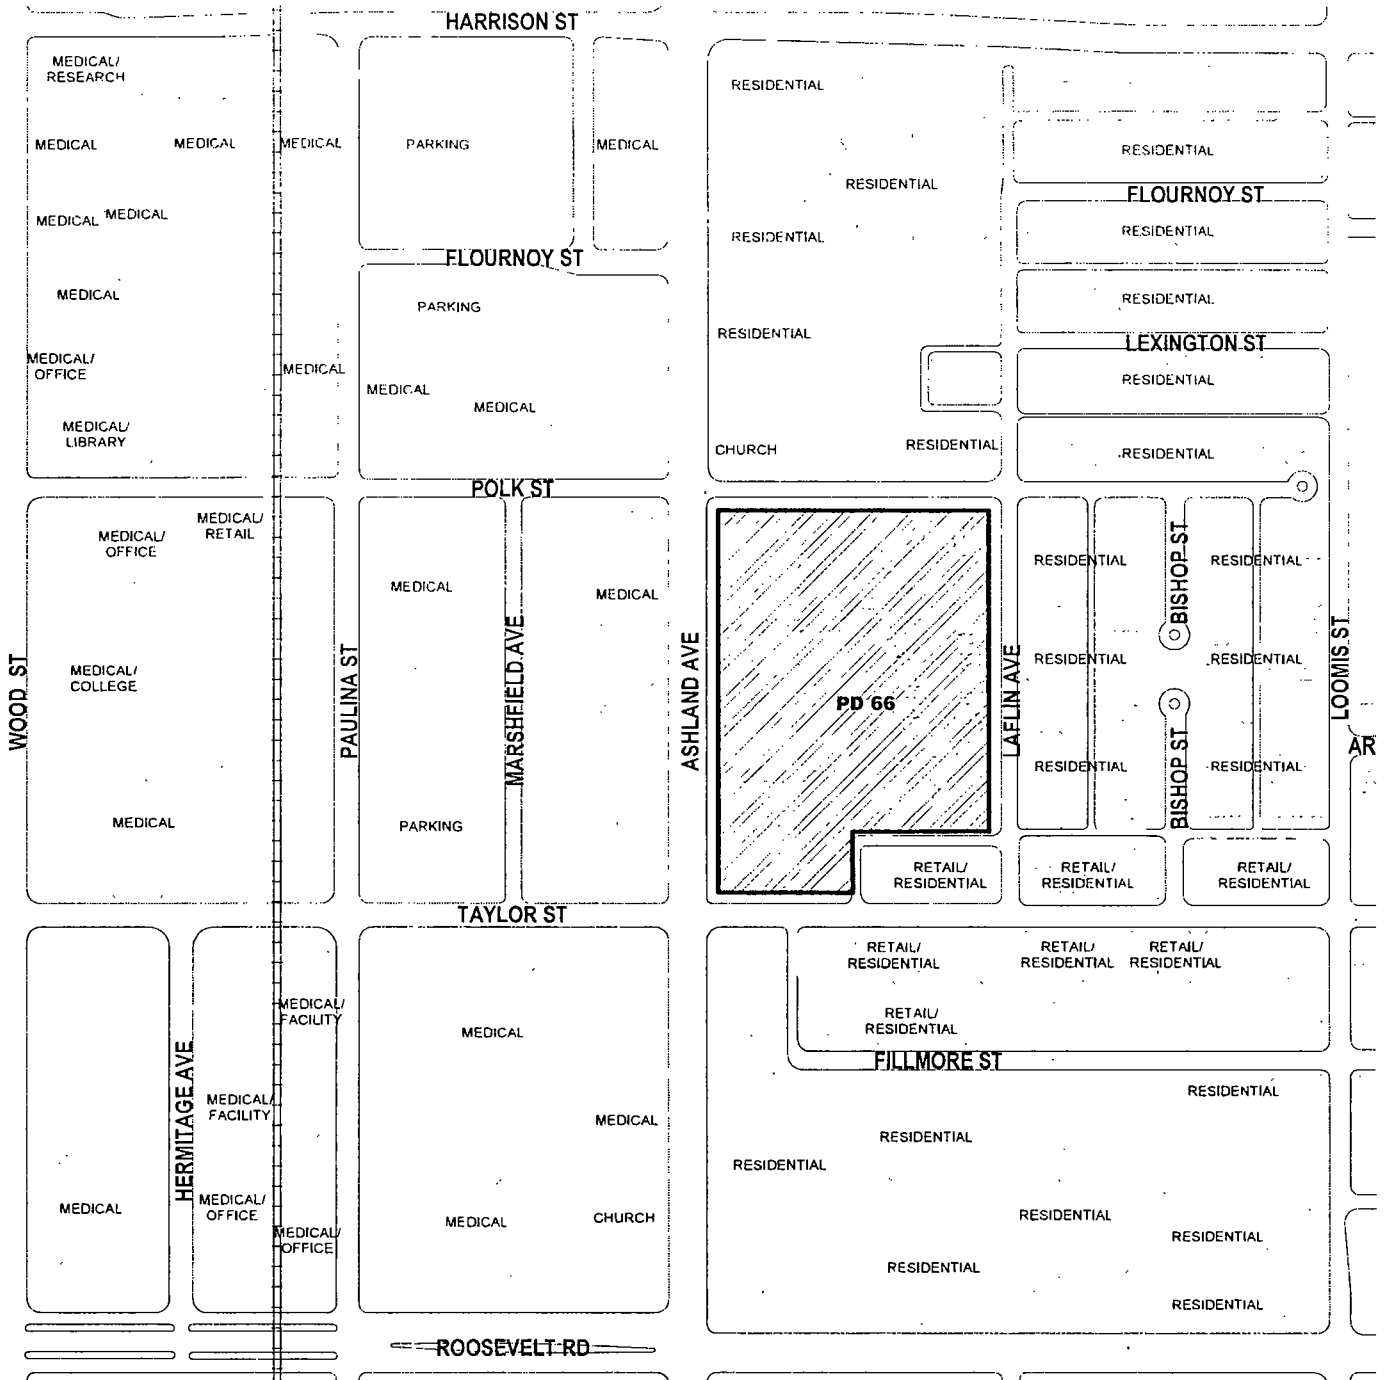 HARRISON ST
MEDICAL/
RESEARCH
RESIDENTIAL
MEDICAL
MEDICAL
MEDICAL
PARKING
MEDICAL
RESIDENTIAL
RESIDENTIAL
FLOURNOY ST
MEDICAL
MEDICAL
RESIDENTIAL
RESIDENTIAL
FLOURNOY ST
MEDICAL
PARKING
RESIDENTIAL
RESIDENTIAL
LEXINGTON ST
MEDICAL/
OFFICE
MEDICAL
MEDICAL
MEDICAL
RESIDENTIAL
MEDICAL/
LIBRARY
CHURCH
RESIDENTIAL
RESIDENTIAL
POLK ST
MEDICAL/
OFFICE
MEDICAL/
RETAIL
MEDICAL
MEDICAL
RESIDENTIAL
BISHOP ST
RESIDENTIAL
WOOD ST
MEDICAL/
COLLEGE
PAULINA ST
MARSHFIELD AVE
ASHLAND AVE
PD 66
LAFLIN AVE
RESIDENTIAL
RESIDENTIAL
LOOMIS ST
AR
RESIDENTIAL
BISHOP ST
RESIDENTIAL
MEDICAL
PARKING
RETAIL/
RESIDENTIAL
RETAIL/
RESIDENTIAL
RETAIL/
RESIDENTIAL
TAYLOR ST
RETAIL/
RESIDENTIAL
RETAIL/
RESIDENTIAL
RETAIL/
RESIDENTIAL
MEDICAL/
FACILITY
MEDICAL
RETAIL/
RESIDENTIAL
FILLMORE ST
HERMITAGE AVE
MEDICAL/
FACILITY
MEDICAL
RESIDENTIAL
RESIDENTIAL
RESIDENTIAL
MEDICAL
MEDICAL/
OFFICE
MEDICAL/
OFFICE
MEDICAL
CHURCH
RESIDENTIAL
RESIDENTIAL
RESIDENTIAL
RESIDENTIAL
ROOSEVELT RD